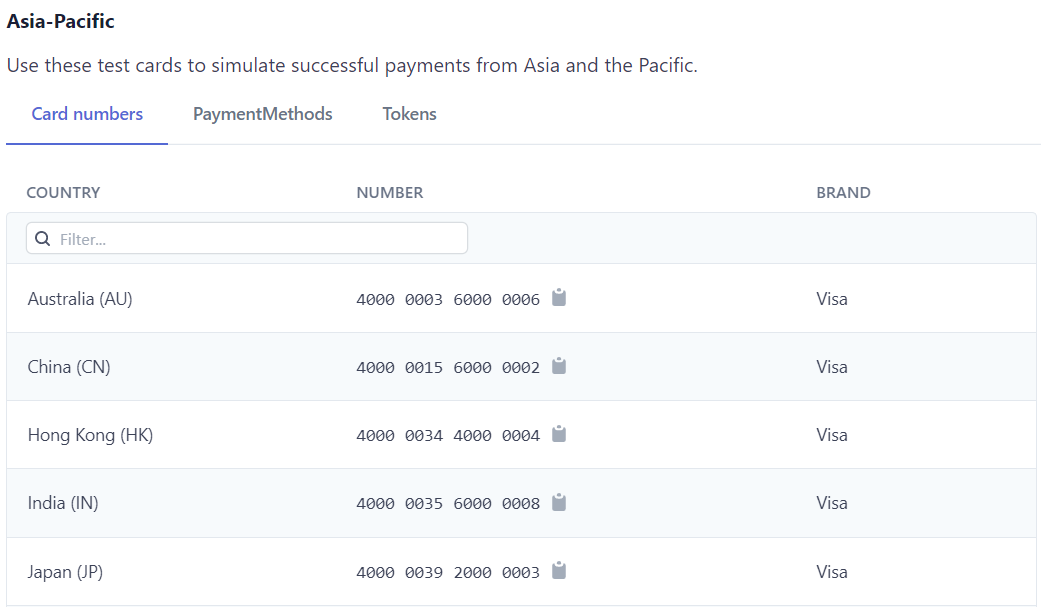 Asia-Pacific
Use these test cards to simulate successful payments from Asia and the Pacific.
Card numbers PaymentMethods Tokens
COUNTRY NUMBER BRAND
Filter...
Australia (AU) 4000 0003 6000 0006 Visa
China (CN) 4000 0015 6000 0002 Visa
Hong Kong (HK) 4000 0034 4000 0004 Visa
India (IN) 4000 0035 6000 0008 Visa
Japan (JP) 4000 0039 2000 0003 Visa